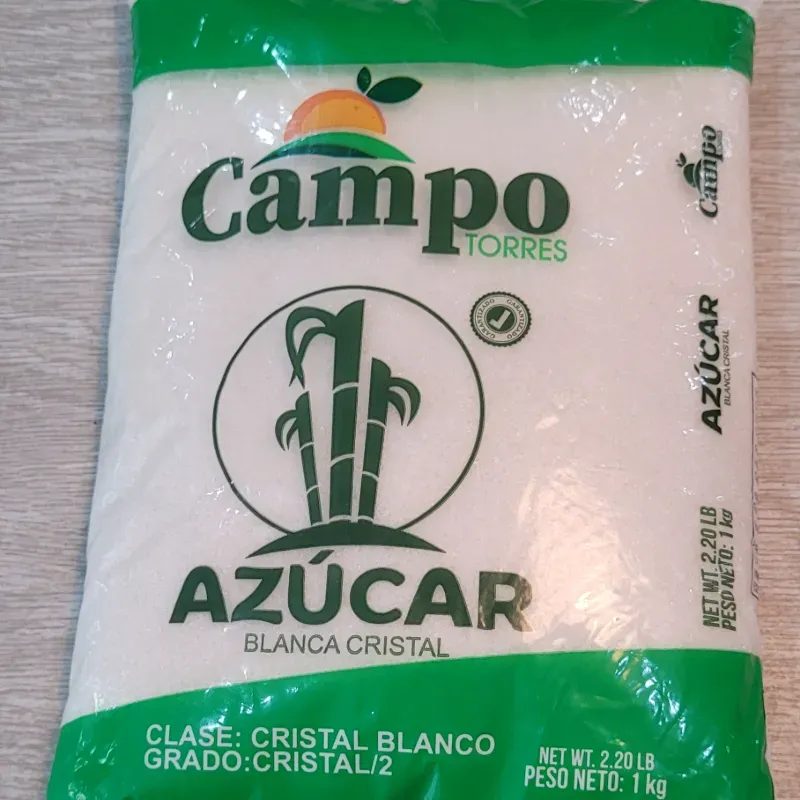 Campo
TORRES
GARANTIZADO GARANTIZADO
AZÚCAR
BLANCA CRISTAL
CLASE: CRISTAL BLANCO
GRADO:CRISTAL/2
NET WT. 2.20 LB
PESO NETO: 1 kg
Campo
AZÚCAR
BLANCA CRISTAL
NET WT. 2.20 LB
PESO NETO: 1 kg